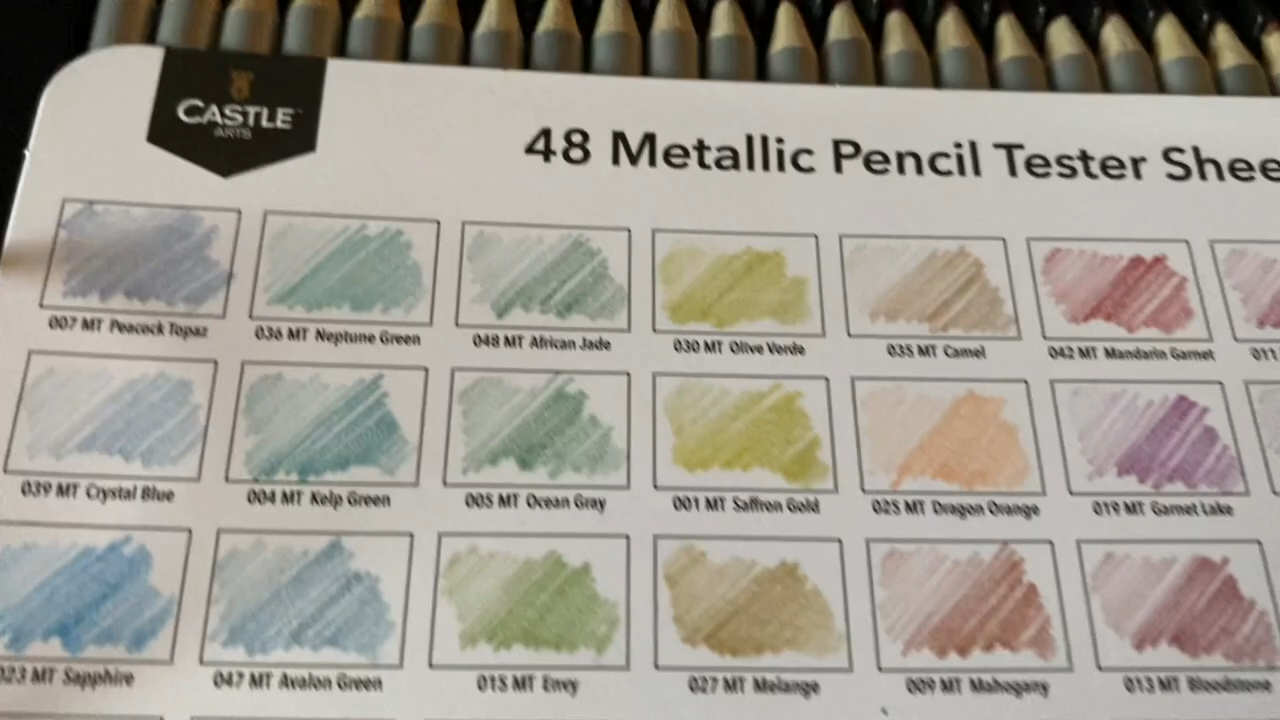 CASTLE
ARTS
48 Metallic Pencil Tester Shee
007 MT Peacock Topaz
036 MT Neptune Green
048 MT African Jade
030 MT Olive Verde
035 MT Camel
042 MT Mandarin Garnet
011
039 MT Crystal Blue
004 MT Kelp Green
005 MT Ocean Gray
001 MT Saffron Gold
025 MT Dragon Orange
019 MT Garnet Lake
023 MT Sapphire
047 MT Avalon Green
015 MT Envy
027 MT Melange
009 MT Mahogany
013 MT Bloodstone